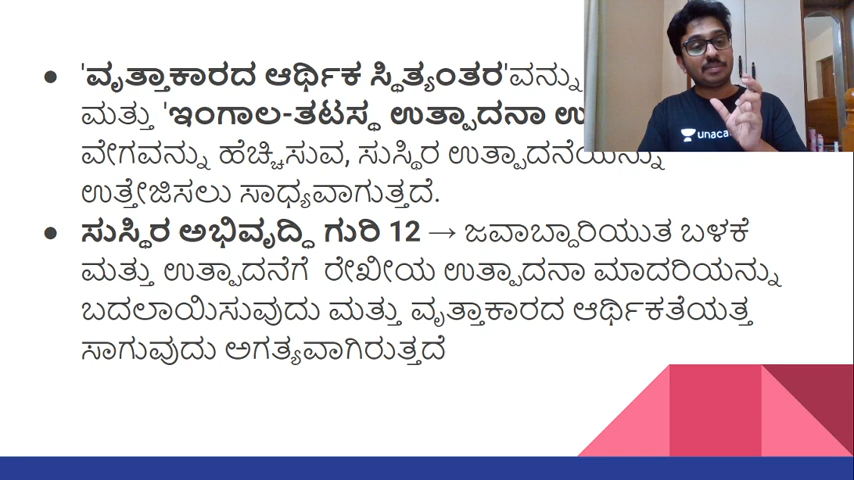 'ವೃತ್ತಾಕಾರದ ಆರ್ಥಿಕ ಸ್ಥಿತ್ಯಂತರ'ವನ್ನು
ಮತ್ತು 'ಇಂಗಾಲ-ತಟಸ್ಥ ಉತ್ಪಾದನಾ
ವೇಗವನ್ನು ಹೆಚ್ಚಿಸುವ, ಸುಸ್ಥಿರ ಉತ್ಪಾದನೆಯನ್ನು
ಉತ್ತೇಜಿಸಲು ಸಾಧ್ಯವಾಗುತ್ತದೆ.
ಸುಸ್ಥಿರ ಅಭಿವೃದ್ಧಿ ಗುರಿ 12 → ಜವಾಬ್ದಾರಿಯುತ ಬಳಕೆ
ಮತ್ತು ಉತ್ಪಾದನೆಗೆ ರೇಖೀಯ ಉತ್ಪಾದನಾ ಮಾದರಿಯನ್ನು
ಬದಲಾಯಿಸುವುದು ಮತ್ತು ವೃತ್ತಾಕಾರದ ಆರ್ಥಿಕತೆಯತ್ತ
ಸಾಗುವುದು ಅಗತ್ಯವಾಗಿರುತ್ತದೆ